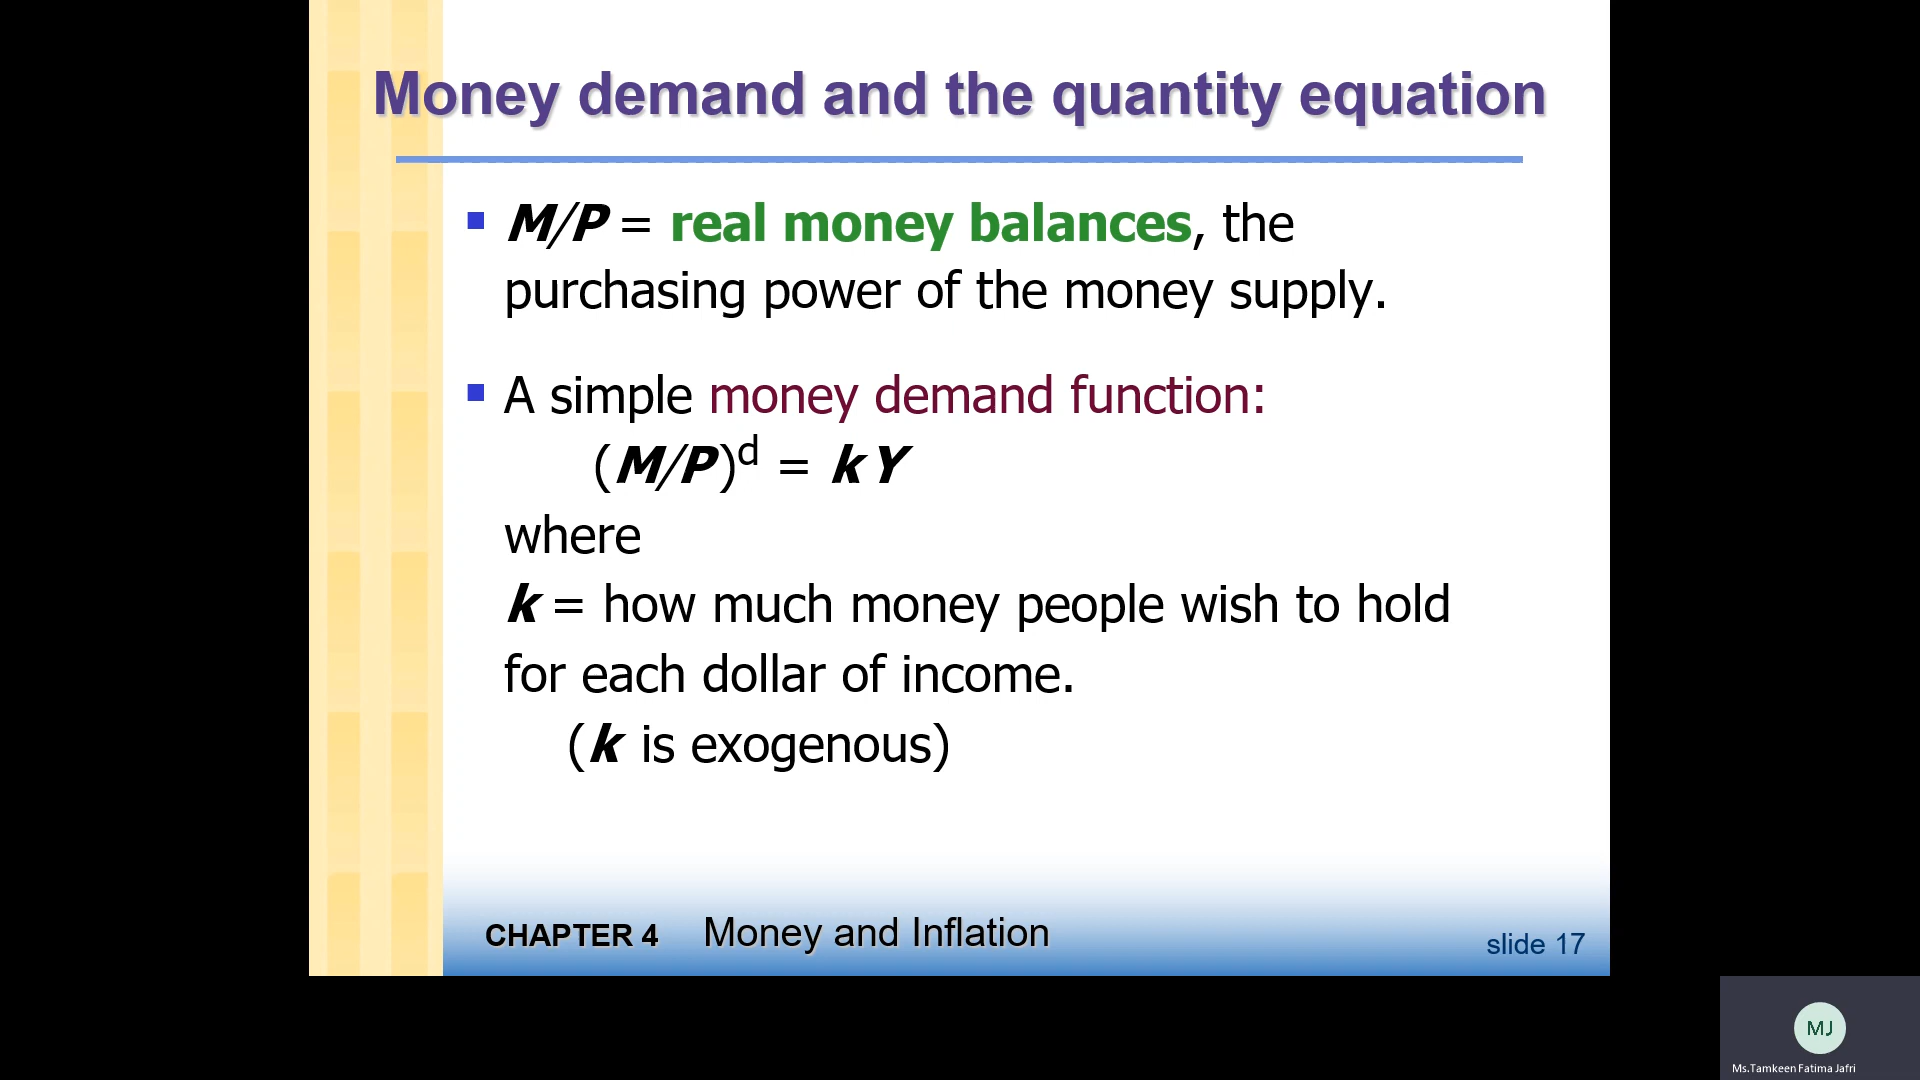 Money demand and the quantity equation
M/P = real money balances, the
purchasing power of the money supply.
A simple money demand function:
(M/P)ᵈ = k Y
where
k = how much money people wish to hold
for each dollar of income.
(k is exogenous)
CHAPTER 4 Money and Inflation
slide 17
MJ
Ms.Tamkeen Fatima Jafri